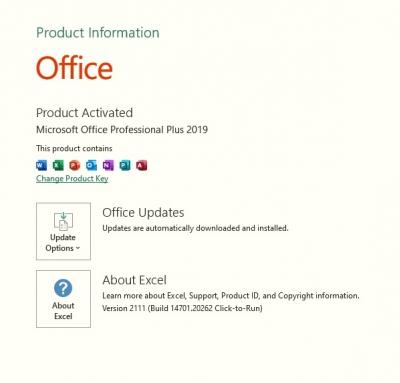 Product Information
Office
Product Activated
Microsoft Office Professional Plus 2019
This product contains
W X P O N P A
Change Product Key
Update
Options
Office Updates
Updates are automatically downloaded and installed.
?
About
Excel
About Excel
Learn more about Excel, Support, Product ID, and Copyright information.
Version 2111 (Build 14701.20262 Click-to-Run)